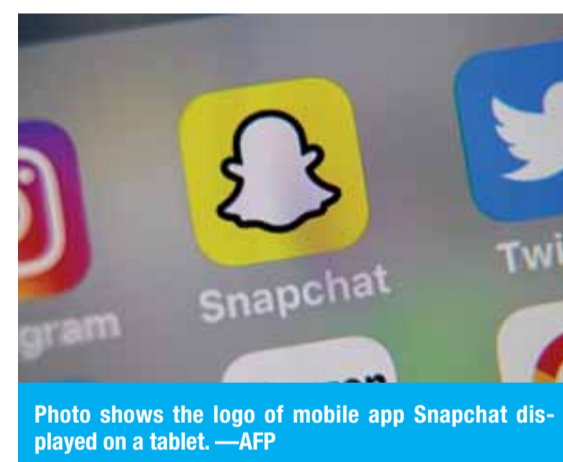 gram
Snapchat
Twi
Photo shows the logo of mobile app Snapchat dis-
played on a tablet. —AFP